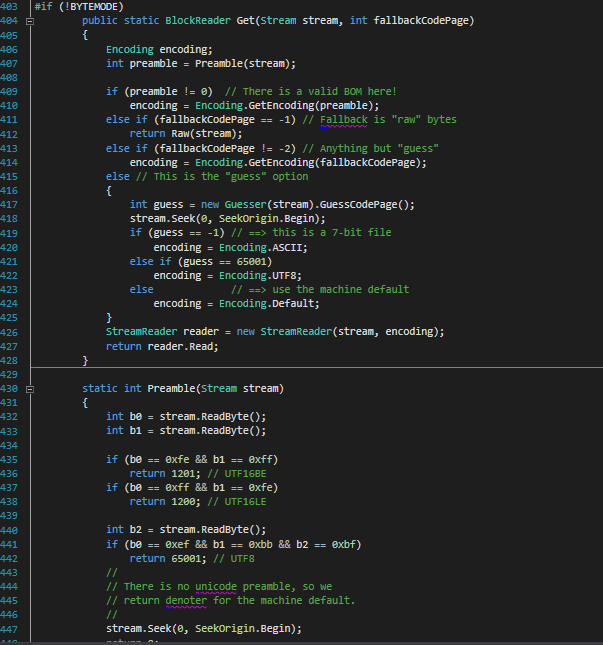 403 #if (!BYTEMODE)
404 public static BlockReader Get(Stream stream, int fallbackCodePage)
405 {
406 Encoding encoding;
407 int preamble = Preamble(stream);
408
409 if (preamble != 0)  // There is a valid BOM here!
410 encoding = Encoding.GetEncoding(preamble);
411 else if (fallbackCodePage == -1) // Fallback is "raw" bytes
412 return Raw(stream);
413 else if (fallbackCodePage != -2) // Anything but "guess"
414 encoding = Encoding.GetEncoding(fallbackCodePage);
415 else // This is the "guess" option
416 {
417 int guess = new Guesser(stream).GuessCodePage();
418 stream.Seek(0, SeekOrigin.Begin);
419 if (guess == -1) // ==> this is a 7-bit file
420 encoding = Encoding.ASCII;
421 else if (guess == 65001)
422 encoding = Encoding.UTF8;
423 else             // ==> use the machine default
424 encoding = Encoding.Default;
425 }
426 StreamReader reader = new StreamReader(stream, encoding);
427 return reader.Read;
428 }
429
430 static int Preamble(Stream stream)
431 {
432 int b0 = stream.ReadByte();
433 int b1 = stream.ReadByte();
434
435 if (b0 == 0xfe && b1 == 0xff)
436 return 1201; // UTF16BE
437 if (b0 == 0xff && b1 == 0xfe)
438 return 1200; // UTF16LE
439
440 int b2 = stream.ReadByte();
441 if (b0 == 0xef && b1 == 0xbb && b2 == 0xbf)
442 return 65001; // UTF8
443 //
444 // There is no unicode preamble, so we
445 // return denoter for the machine default.
446 //
447 stream.Seek(0, SeekOrigin.Begin);